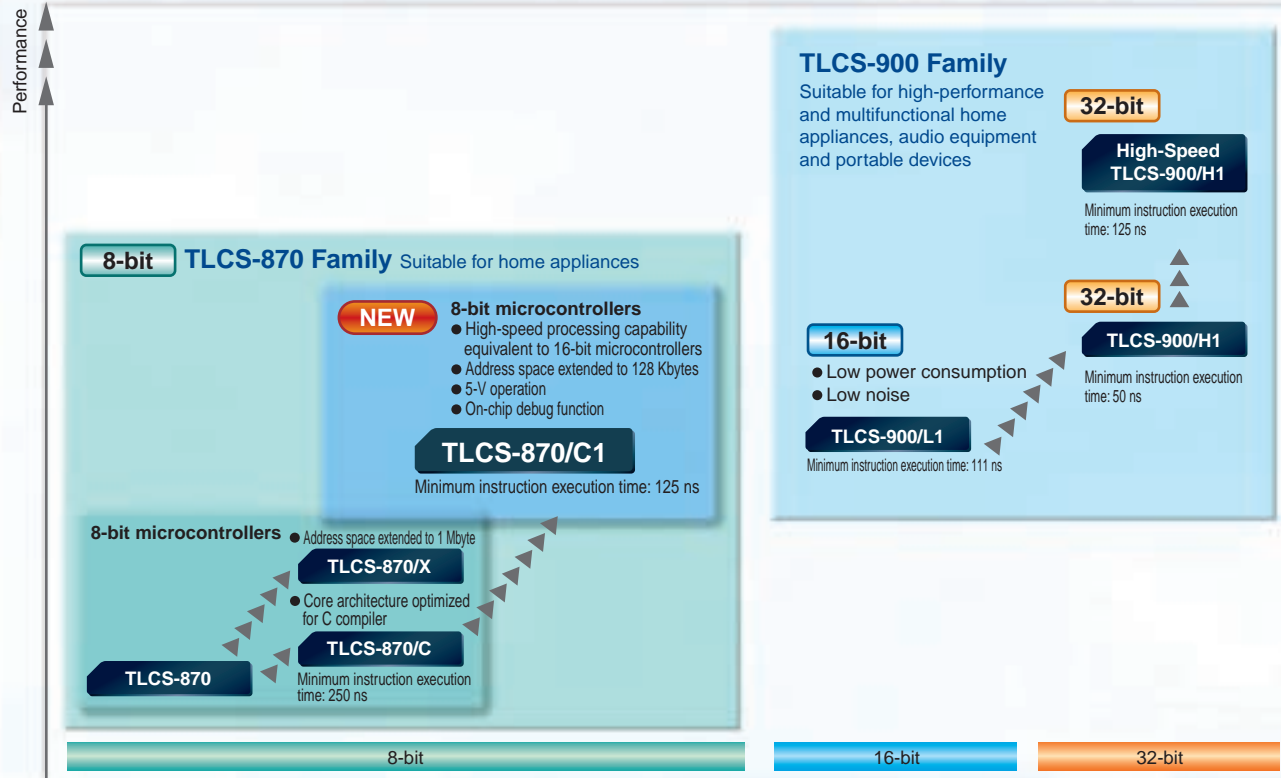 Performance
TLCS-900 Family
Suitable for high-performance
and multifunctional home
appliances, audio equipment
and portable devices
32-bit
High-Speed
TLCS-900/H1
Minimum instruction execution
time: 125 ns
32-bit
TLCS-900/H1
Minimum instruction execution
time: 50 ns
16-bit
● Low power consumption
● Low noise
TLCS-900/L1
Minimum instruction execution time: 111 ns
8-bit TLCS-870 Family Suitable for home appliances
NEW
8-bit microcontrollers
● High-speed processing capability
equivalent to 16-bit microcontrollers
● Address space extended to 128 Kbytes
● 5-V operation
● On-chip debug function
TLCS-870/C1
Minimum instruction execution time: 125 ns
8-bit microcontrollers
● Address space extended to 1 Mbyte
TLCS-870/X
● Core architecture optimized
for C compiler
TLCS-870/C
Minimum instruction execution
time: 250 ns
TLCS-870
8-bit
16-bit
32-bit